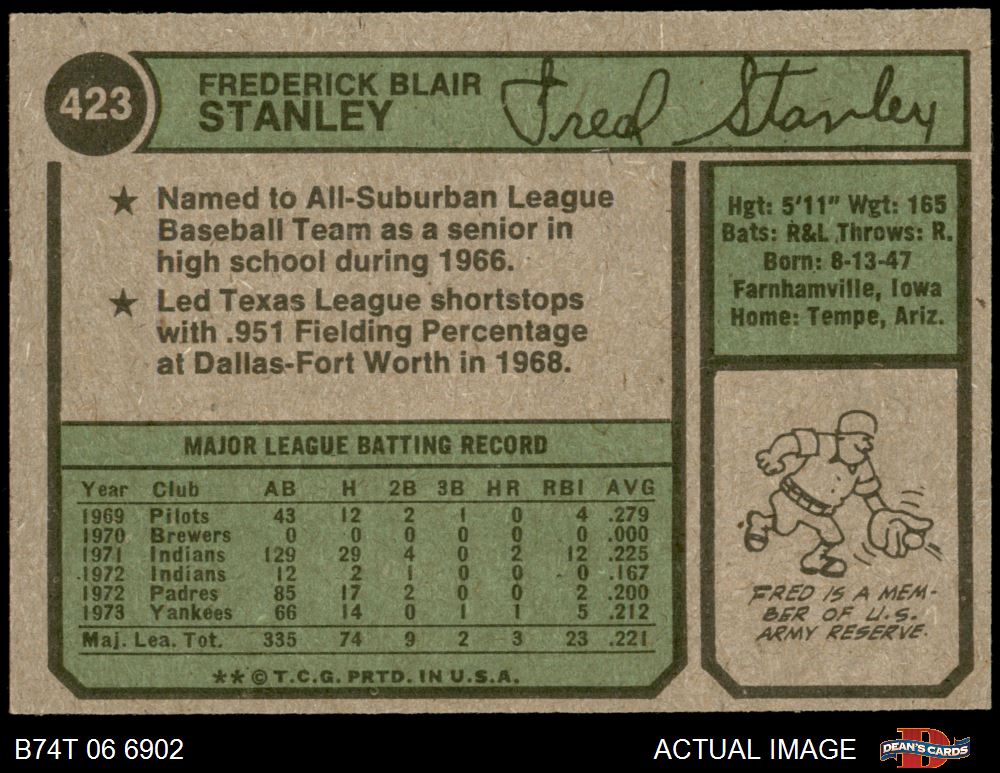 423
FREDERICK BLAIR
STANLEY
Fred Stanley
★ Named to All-Suburban League
Baseball Team as a senior in
high school during 1966.
★ Led Texas League shortstops
with .951 Fielding Percentage
at Dallas-Fort Worth in 1968.
Hgt: 5'11" Wgt: 165
Bats: R&L Throws: R.
Born: 8-13-47
Farnhamville, Iowa
Home: Tempe, Ariz.
MAJOR LEAGUE BATTING RECORD
Year Club AB H 2B 3B HR RBI AVG
1969 Pilots 43 12 2 1 0 4 .279
1970 Brewers 0 0 0 0 0 0 .000
1971 Indians 129 29 4 0 2 12 .225
1972 Indians 12 2 1 0 0 0 .167
1972 Padres 85 17 2 0 0 2 .200
1973 Yankees 66 14 0 1 1 5 .212
Maj. Lea. Tot. 335 74 9 2 3 23 .221
★★ © T.C.G. PRTD. IN U.S.A.
FRED IS A MEM-
BER OF U.S.
ARMY RESERVE.
B74T 06 6902
ACTUAL IMAGE
DEAN'S CARDS